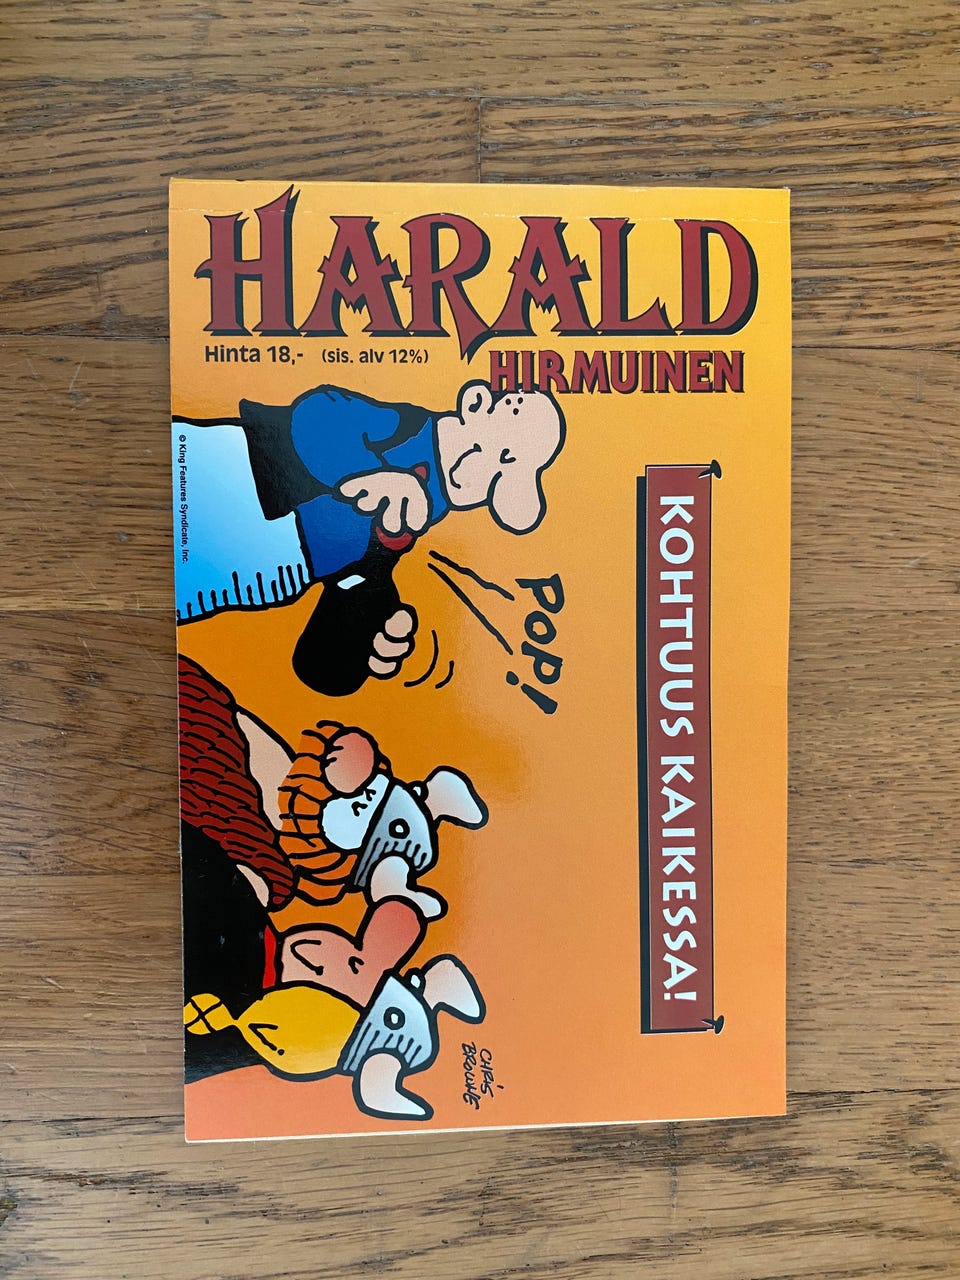 HARALD
HIRMUINEN
Hinta 18,- (sis. alv 12%)
KOHTUUS KAIKESSA!
POP!
© King Features Syndicate, Inc.
CHRIS
BROWNE